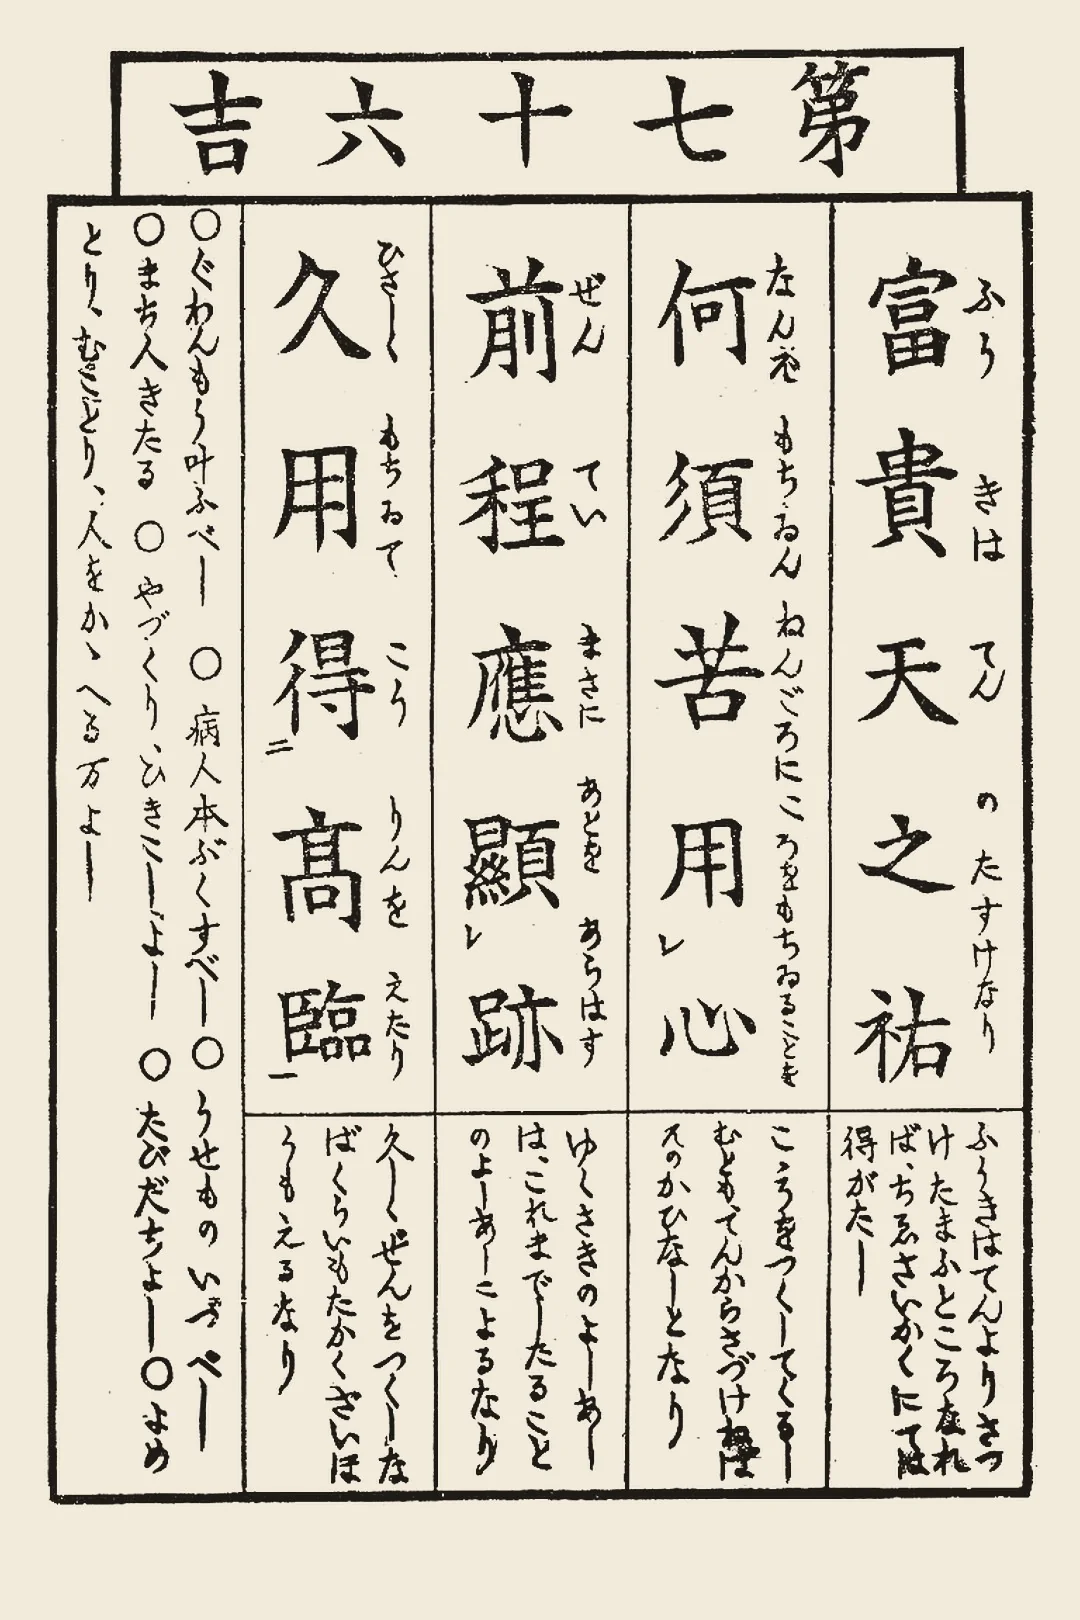 第七十六吉
富貴天之祐
ふうきはてんのたすけなり
ふうきはてんよりさづ
けたまふところなれ
ば、ちゑさいかくにては
得がたし
何須苦用心
なんぞもちゐんねんごろにこゝろをもちゐることを
こゝろをつくしてくるし
むとも、てんからさづけねば
そのかひなしとなり
前程應顯跡
ぜんていまさにあとをあらはす
ゆくさきのよしあし
は、これまでしたること
のよしあしによるなり
久用得高臨
ひさしくもちゐてこうりんをえたり
久しくぜんをつくしな
ばくらいもたかくざいほ
うもえるなり
○ぐわんもう叶ふべし ○病人本ぶくすべし ○うせものいづべし
○まち人きたる ○やづくり、ひきこしよし ○たびだちよし ○よめ
とり、むこどり、人をかゝへる万よし